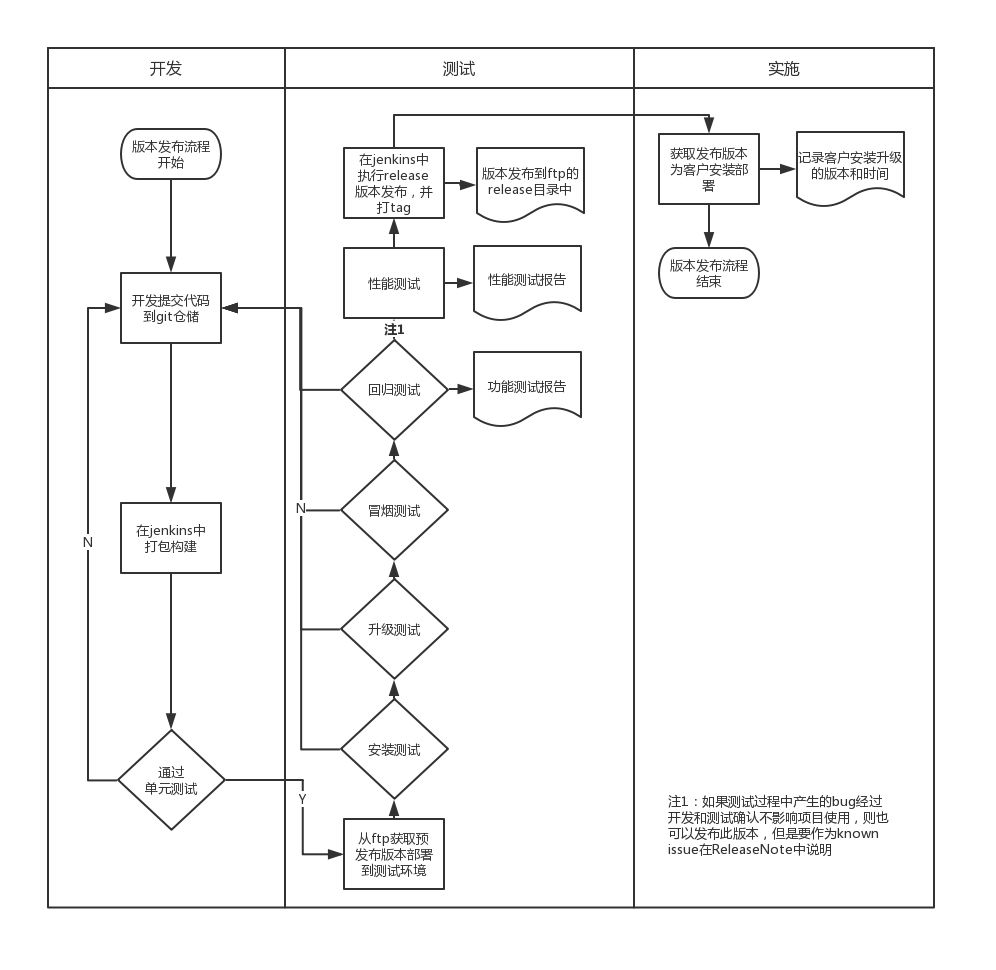 开发
测试
实施
版本发布流程
开始
开发提交代码
到git仓储
在jenkins中
打包构建
N
通过
单元测试
Y
在jenkins中
执行release
版本发布，并
打tag
版本发布到ftp的
release目录中
性能测试
性能测试报告
注1
回归测试
功能测试报告
N
冒烟测试
升级测试
安装测试
从ftp获取预
发布版本部署
到测试环境
获取发布版本
为客户安装部
署
记录客户安装升级
的版本和时间
版本发布流程
结束
注1：如果测试过程中产生的bug经过
开发和测试确认不影响项目使用，则也
可以发布此版本，但是要作为known
issue在ReleaseNote中说明